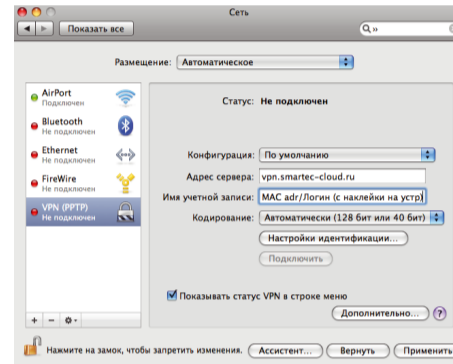 Сеть
Показать все
Размещение: Автоматическое
AirPort
Подключен
Bluetooth
Не подключен
Ethernet
Не подключен
FireWire
Не подключен
VPN (PPTP)
Не подключен
Статус: Не подключен
Конфигурация: По умолчанию
Адрес сервера: vpn.smartec-cloud.ru
Имя учетной записи: MAC adr/Логин (с наклейки на устр)
Кодирование: Автоматически (128 бит или 40 бит)
Настройки идентификации...
Подключить
Показывать статус VPN в строке меню
Дополнительно... ?
Нажмите на замок, чтобы запретить изменения.
Ассистент... Вернуть Применить